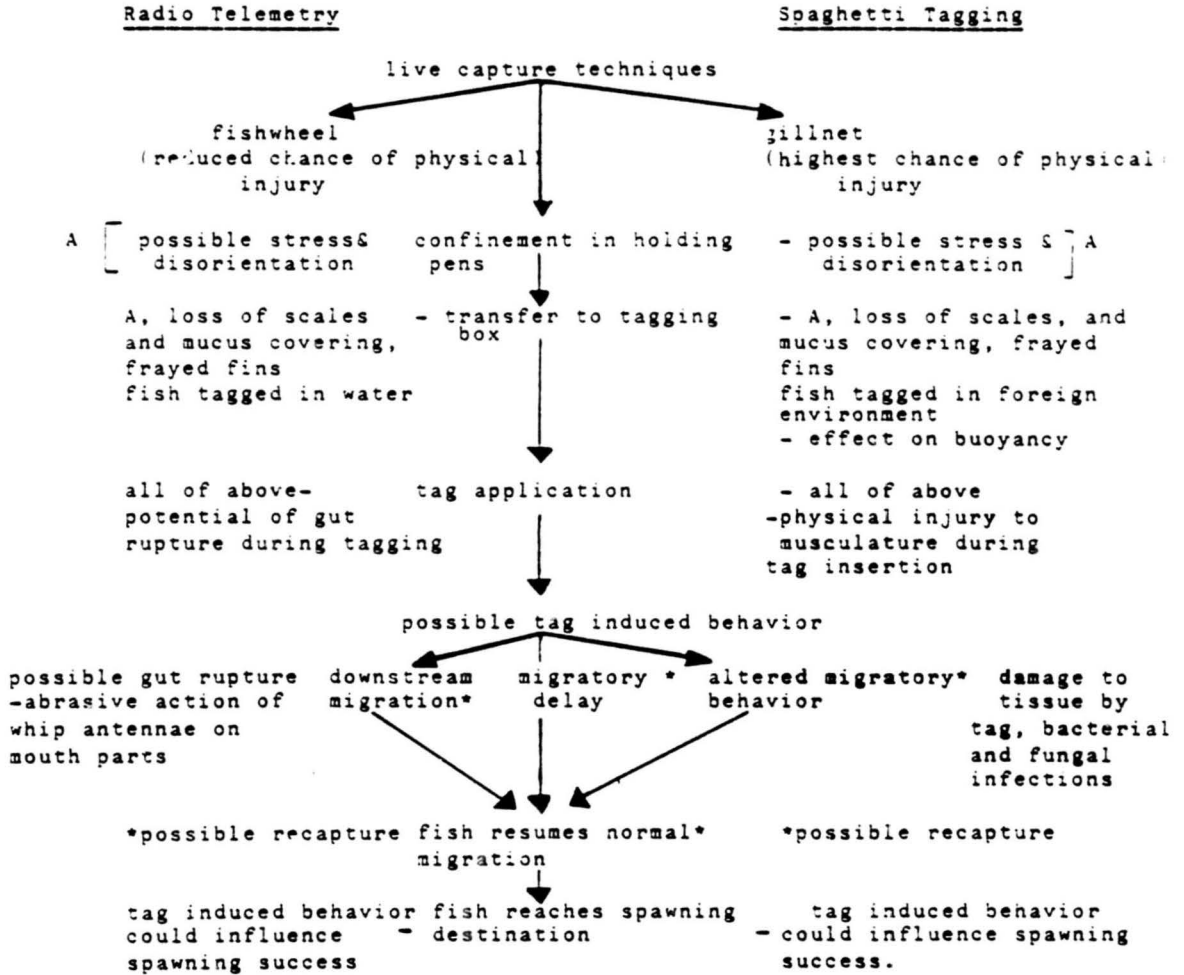 Radio Telemetry Spaghetti Tagging
live capture techniques
fishwheel gillnet
(reduced chance of physical) (highest chance of physical
injury injury
A possible stress& confinement in holding - possible stress & A
disorientation pens disorientation
A, loss of scales - transfer to tagging - A, loss of scales, and
and mucus covering, box mucus covering, frayed
frayed fins fins
fish tagged in water fish tagged in foreign
environment
- effect on buoyancy
all of above- tag application - all of above
potential of gut -physical injury to
rupture during tagging musculature during
tag insertion
possible tag induced behavior
possible gut rupture downstream migratory * altered migratory* damage to
-abrasive action of migration* delay behavior tissue by
whip antennae on tag, bacterial
mouth parts and fungal
infections
*possible recapture fish resumes normal* *possible recapture
migration
tag induced behavior fish reaches spawning tag induced behavior
could influence - destination - could influence spawning
spawning success success.